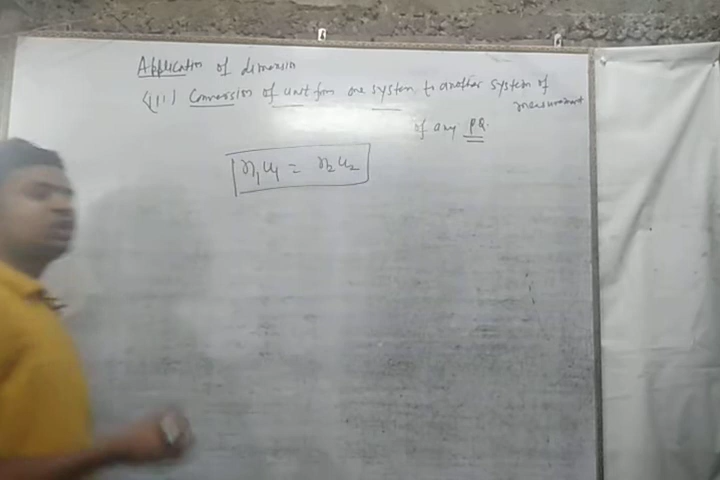 Application of dimension
(III) Conversion of unit from one system to another system of
measurement
of any PQ.
n₁u₁ = n₂u₂